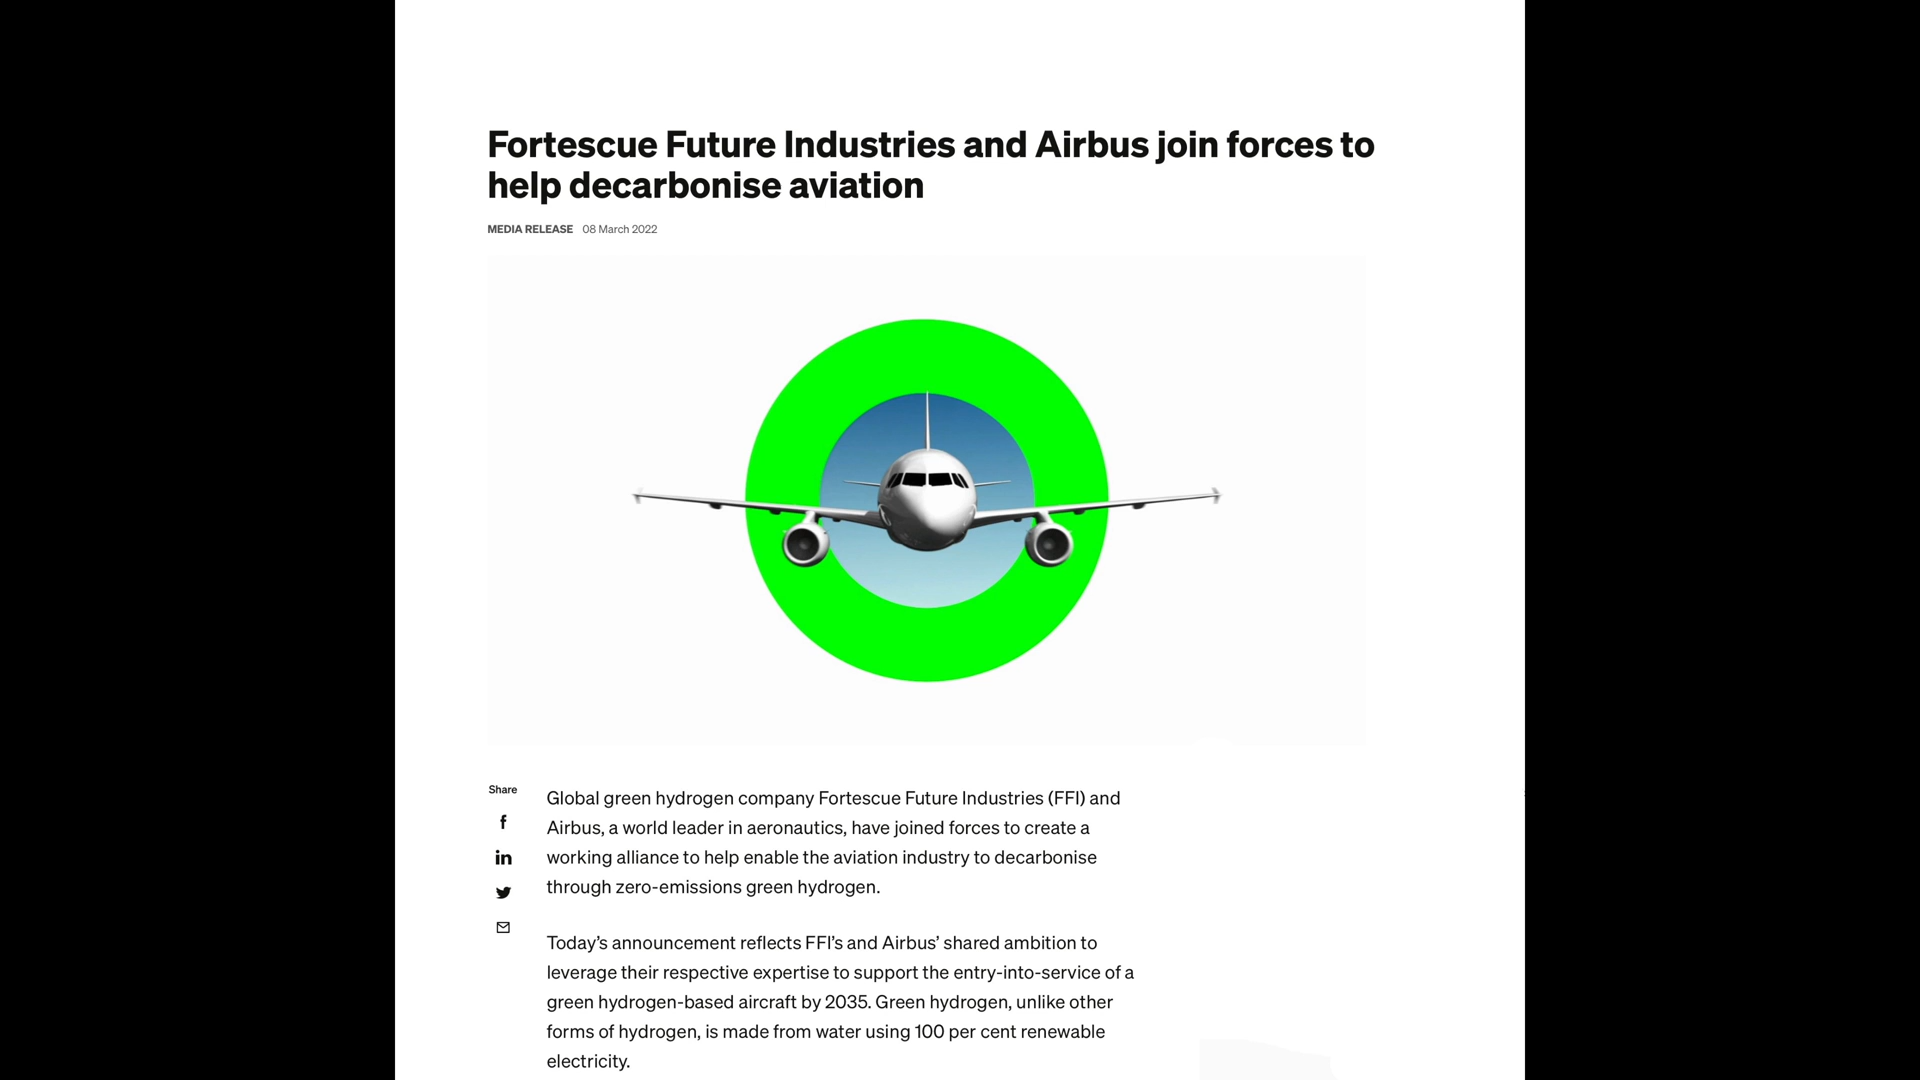 Fortescue Future Industries and Airbus join forces to
help decarbonise aviation
MEDIA RELEASE 08 March 2022
Share
Global green hydrogen company Fortescue Future Industries (FFI) and
Airbus, a world leader in aeronautics, have joined forces to create a
working alliance to help enable the aviation industry to decarbonise
through zero-emissions green hydrogen.
Today’s announcement reflects FFI’s and Airbus’ shared ambition to
leverage their respective expertise to support the entry-into-service of a
green hydrogen-based aircraft by 2035. Green hydrogen, unlike other
forms of hydrogen, is made from water using 100 per cent renewable
electricity.